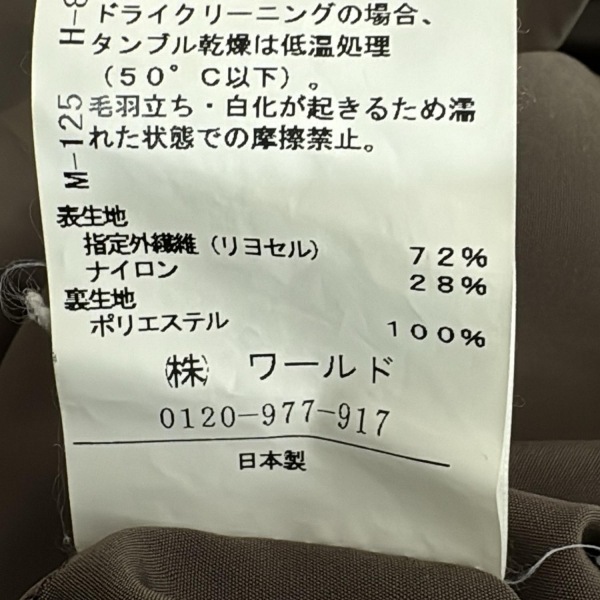 ドライクリーニングの場合、
タンブル乾燥は低温処理
（５０°Ｃ以下）。
毛羽立ち・白化が起きるため濡
れた状態での摩擦禁止。
M-125 H-8
表生地
指定外繊維（リヨセル） ７２％
ナイロン ２８％
裏生地
ポリエステル １００％
㈱ ワールド
0120-977-917
日本製